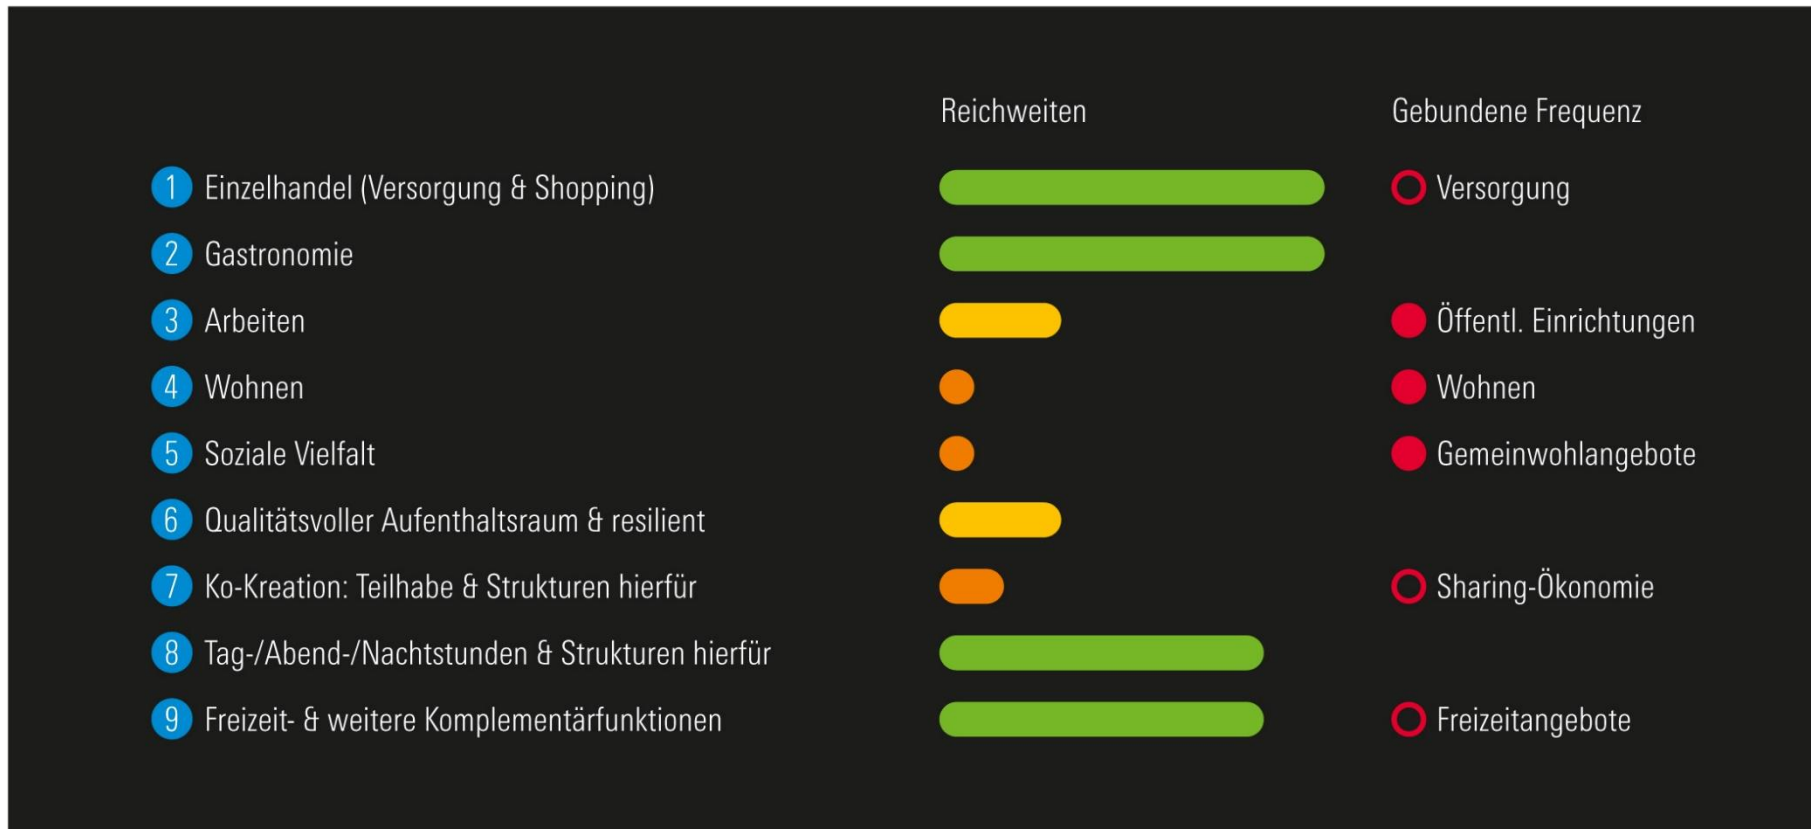 Reichweiten Gebundene Frequenz
1 Einzelhandel (Versorgung & Shopping) Versorgung
2 Gastronomie
3 Arbeiten Öffentl. Einrichtungen
4 Wohnen Wohnen
5 Soziale Vielfalt Gemeinwohlangebote
6 Qualitätsvoller Aufenthaltsraum & resilient
7 Ko-Kreation: Teilhabe & Strukturen hierfür Sharing-Ökonomie
8 Tag-/Abend-/Nachtstunden & Strukturen hierfür
9 Freizeit- & weitere Komplementärfunktionen Freizeitangebote